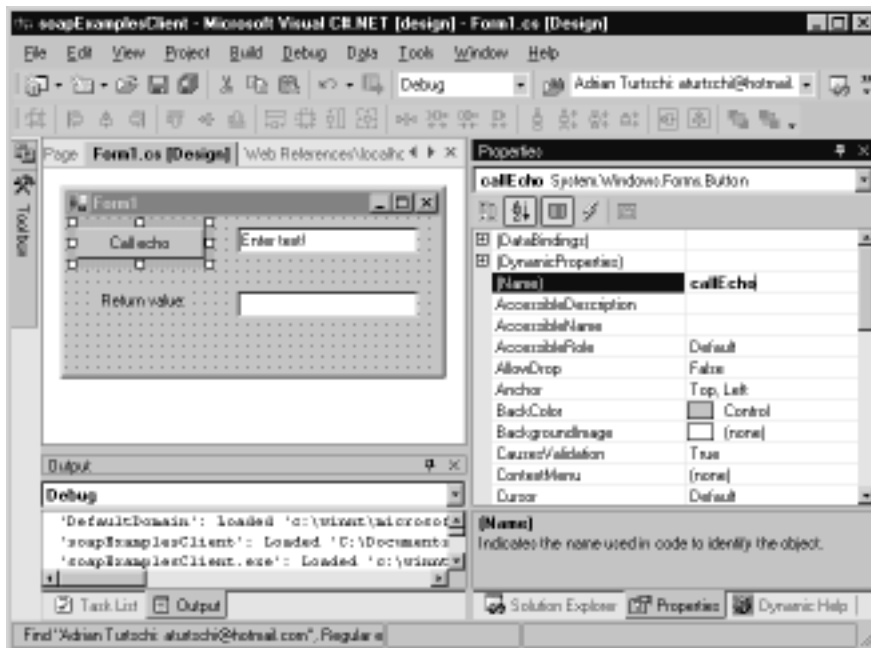 soapExamplesClient - Microsoft Visual C#.NET [design] - Form1.cs [Design]
File Edit View Project Build Debug Data Tools Window Help
Debug
Adrian Turtschi: aturtschi@hotmail.
Page Form1.cs [Design] Web References\localhc
Toolbox
Form1
Call echo
Enter text!
Return value:
Properties
callEcho System.Windows.Forms.Button
(DataBindings)
(DynamicProperties)
(Name) callEcho
AccessibleDescription
AccessibleName
AccessibleRole Default
AllowDrop False
Anchor Top, Left
BackColor Control
BackgroundImage (none)
CausesValidation True
ContextMenu (none)
Cursor Default
(Name)
Indicates the name used in code to identify the object.
Output
Debug
'DefaultDomain': Loaded 'c:\winnt\microsof
'soapExamplesClient': Loaded 'C:\Documents
'soapExamplesClient.exe': Loaded 'c:\winnt
Task List Output
Solution Explorer Properties Dynamic Help
Find "Adrian Turtschi: aturtschi@hotmail.com", Regular e